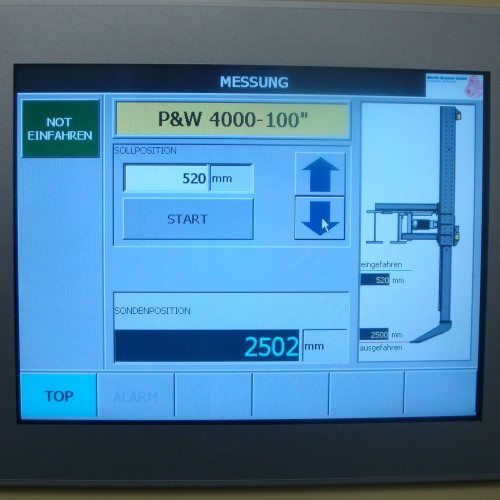 MESSUNG
NOT
EINFAHREN
P&W 4000-100"
SOLLPOSITION
520 mm
START
eingefahren
520 mm
SONDENPOSITION
2502 mm
2500 mm
ausgefahren
TOP
ALARM